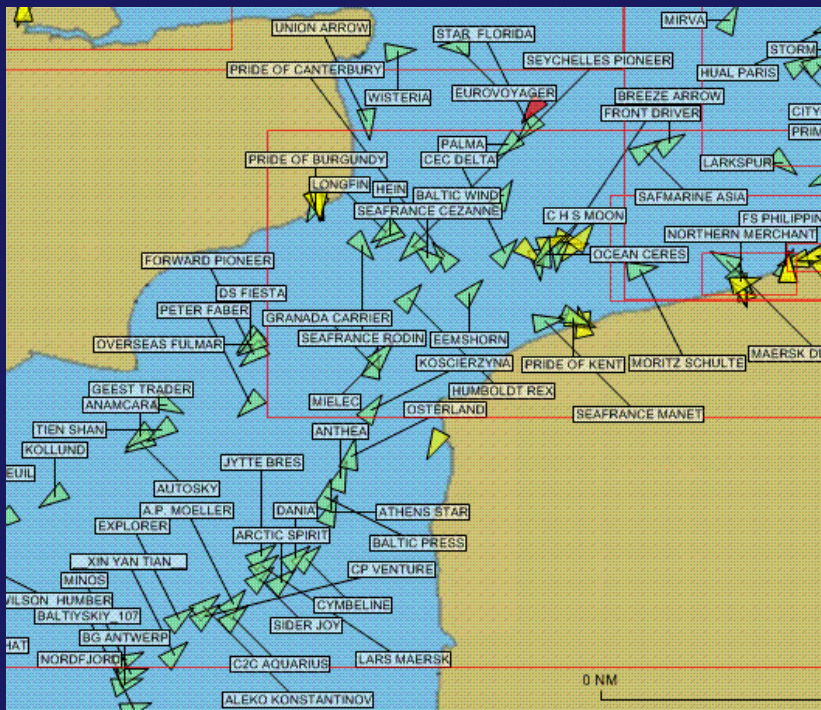 UNION ARROW
STAR FLORIDA
MIRVA
STORM
SEYCHELLES PIONEER
PRIDE OF CANTERBURY
HUAL PARIS
EUROVOYAGER
WISTERIA
BREEZE ARROW
FRONT DRIVER
CITY
PRIM
PALMA
CEC DELTA
PRIDE OF BURGUNDY
LARKSPUR
LONGFIN
HEIN
BALTIC WIND
SAFMARINE ASIA
SEAFRANCE CEZANNE
C H S MOON
FS PHILIPPIN
NORTHERN MERCHANT
OCEAN CERES
FORWARD PIONEER
DS FIESTA
PETER FABER
GRANADA CARRIER
SEAFRANCE RODIN
EEMSHORN
OVERSEAS FULMAR
KOSCIERZYNA
PRIDE OF KENT
MORITZ SCHULTE
MAERSK D
GEEST TRADER
HUMBOLDT REX
ANAMCARA
MIELEC
OSTERLAND
SEAFRANCE MANET
TIEN SHAN
ANTHEA
KOLLUND
JYTTE BRES
EUIL
AUTOSKY
A.P. MOELLER
DANIA
ATHENS STAR
EXPLORER
ARCTIC SPIRIT
BALTIC PRESS
XIN YAN TIAN
CP VENTURE
MINOS
WILSON HUMBER
CYMBELINE
BALTIYSKIY_107
SIDER JOY
BG ANTWERP
HAT
NORDFJORD
C2C AQUARIUS
LARS MAERSK
0 NM
ALEKO KONSTANTINOV